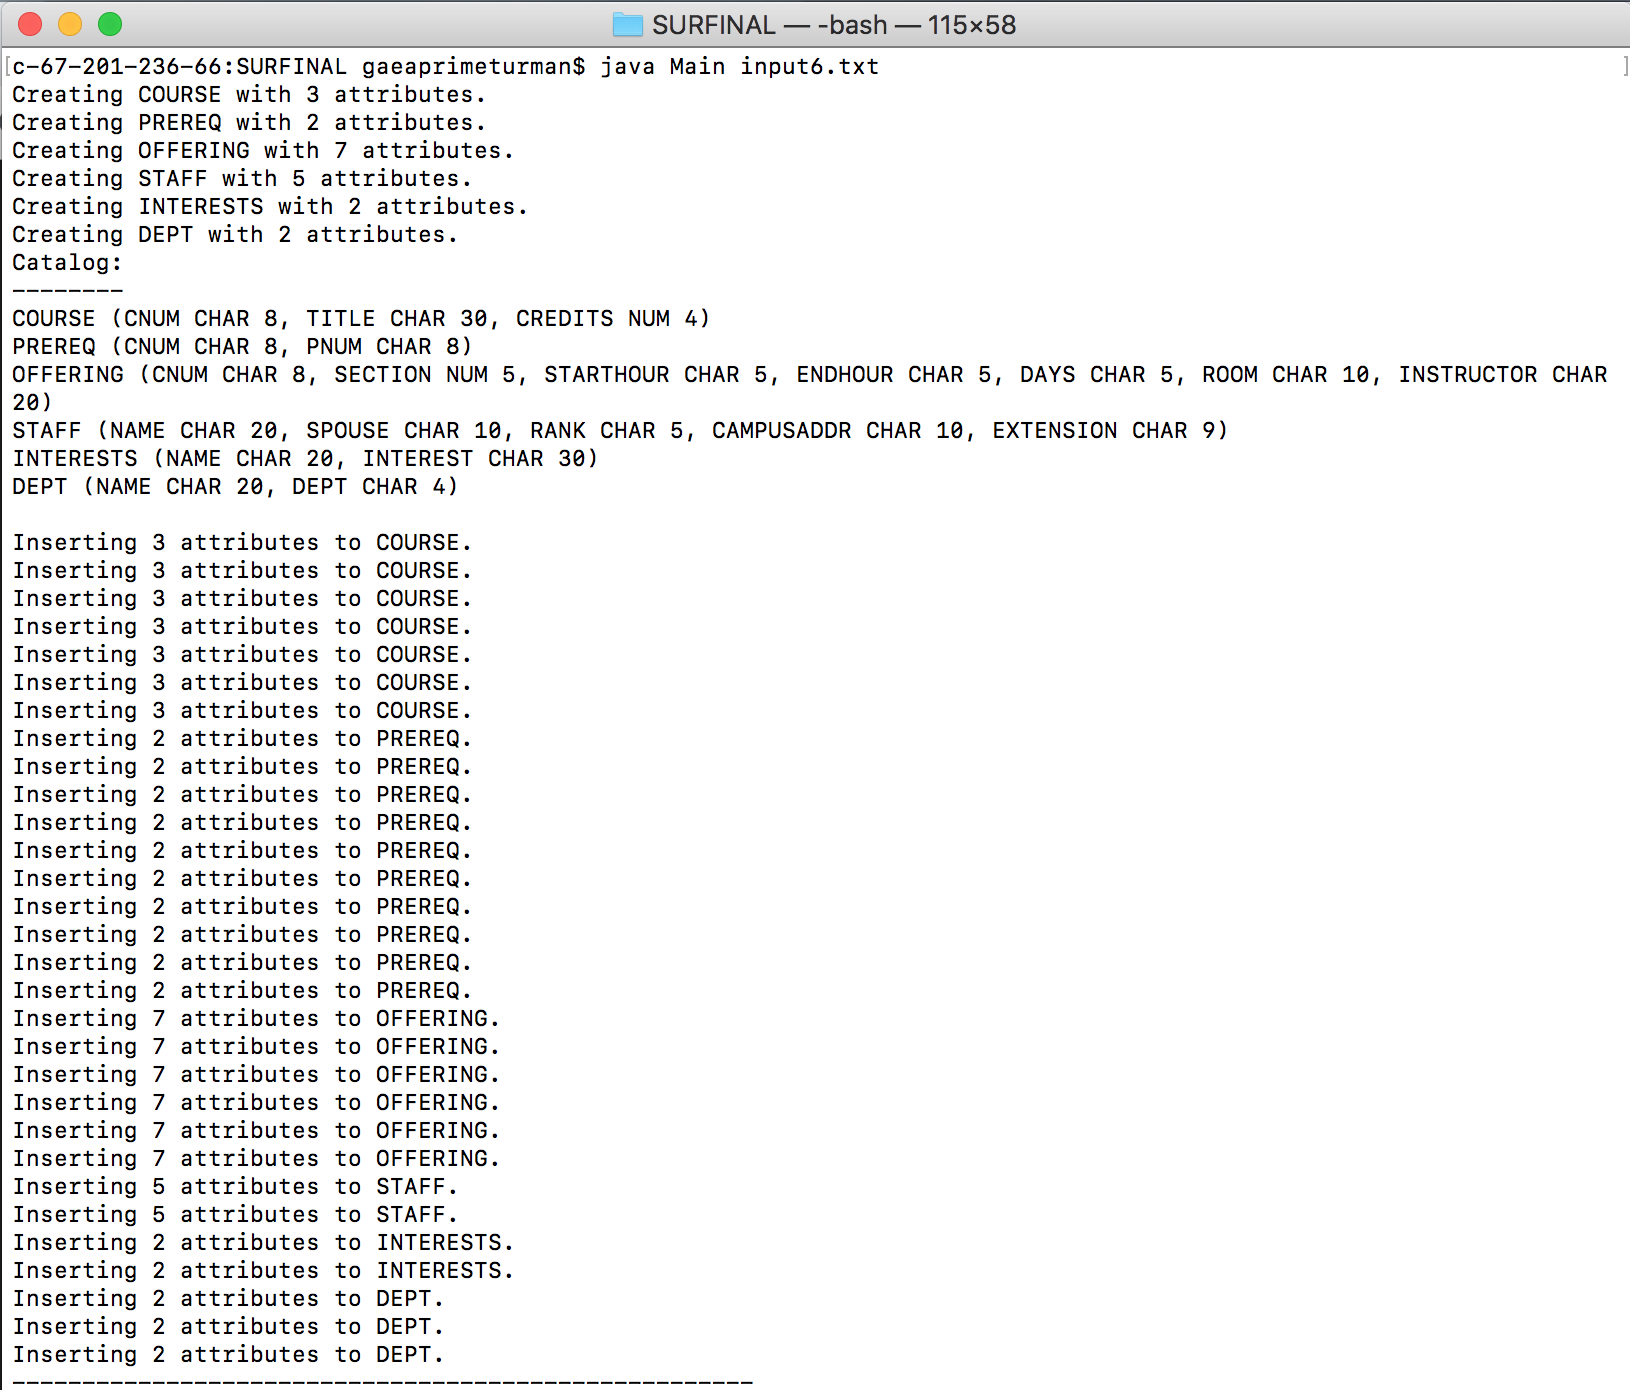 SURFINAL — -bash — 115×58
[c-67-201-236-66:SURFINAL gaeaprimeturman$ java Main input6.txt ]
Creating COURSE with 3 attributes.
Creating PREREQ with 2 attributes.
Creating OFFERING with 7 attributes.
Creating STAFF with 5 attributes.
Creating INTERESTS with 2 attributes.
Creating DEPT with 2 attributes.
Catalog:
--------
COURSE (CNUM CHAR 8, TITLE CHAR 30, CREDITS NUM 4)
PREREQ (CNUM CHAR 8, PNUM CHAR 8)
OFFERING (CNUM CHAR 8, SECTION NUM 5, STARTHOUR CHAR 5, ENDHOUR CHAR 5, DAYS CHAR 5, ROOM CHAR 10, INSTRUCTOR CHAR
20)
STAFF (NAME CHAR 20, SPOUSE CHAR 10, RANK CHAR 5, CAMPUSADDR CHAR 10, EXTENSION CHAR 9)
INTERESTS (NAME CHAR 20, INTEREST CHAR 30)
DEPT (NAME CHAR 20, DEPT CHAR 4)
Inserting 3 attributes to COURSE.
Inserting 3 attributes to COURSE.
Inserting 3 attributes to COURSE.
Inserting 3 attributes to COURSE.
Inserting 3 attributes to COURSE.
Inserting 3 attributes to COURSE.
Inserting 3 attributes to COURSE.
Inserting 2 attributes to PREREQ.
Inserting 2 attributes to PREREQ.
Inserting 2 attributes to PREREQ.
Inserting 2 attributes to PREREQ.
Inserting 2 attributes to PREREQ.
Inserting 2 attributes to PREREQ.
Inserting 2 attributes to PREREQ.
Inserting 2 attributes to PREREQ.
Inserting 2 attributes to PREREQ.
Inserting 2 attributes to PREREQ.
Inserting 7 attributes to OFFERING.
Inserting 7 attributes to OFFERING.
Inserting 7 attributes to OFFERING.
Inserting 7 attributes to OFFERING.
Inserting 7 attributes to OFFERING.
Inserting 7 attributes to OFFERING.
Inserting 5 attributes to STAFF.
Inserting 5 attributes to STAFF.
Inserting 2 attributes to INTERESTS.
Inserting 2 attributes to INTERESTS.
Inserting 2 attributes to DEPT.
Inserting 2 attributes to DEPT.
Inserting 2 attributes to DEPT.
-----------------------------------------------------